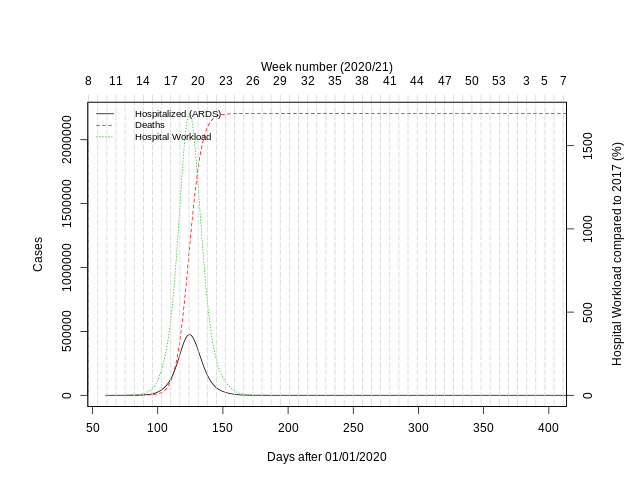 Week number (2020/21)
8 11 14 17 20 23 26 29 32 35 38 41 44 47 50 53 3 5 7
Hospitalized (ARDS)
Deaths
Hospital Workload
Cases
0 500000 1000000 1500000 2000000
Hospital Workload compared to 2017 (%)
0 500 1000 1500
50 100 150 200 250 300 350 400
Days after 01/01/2020